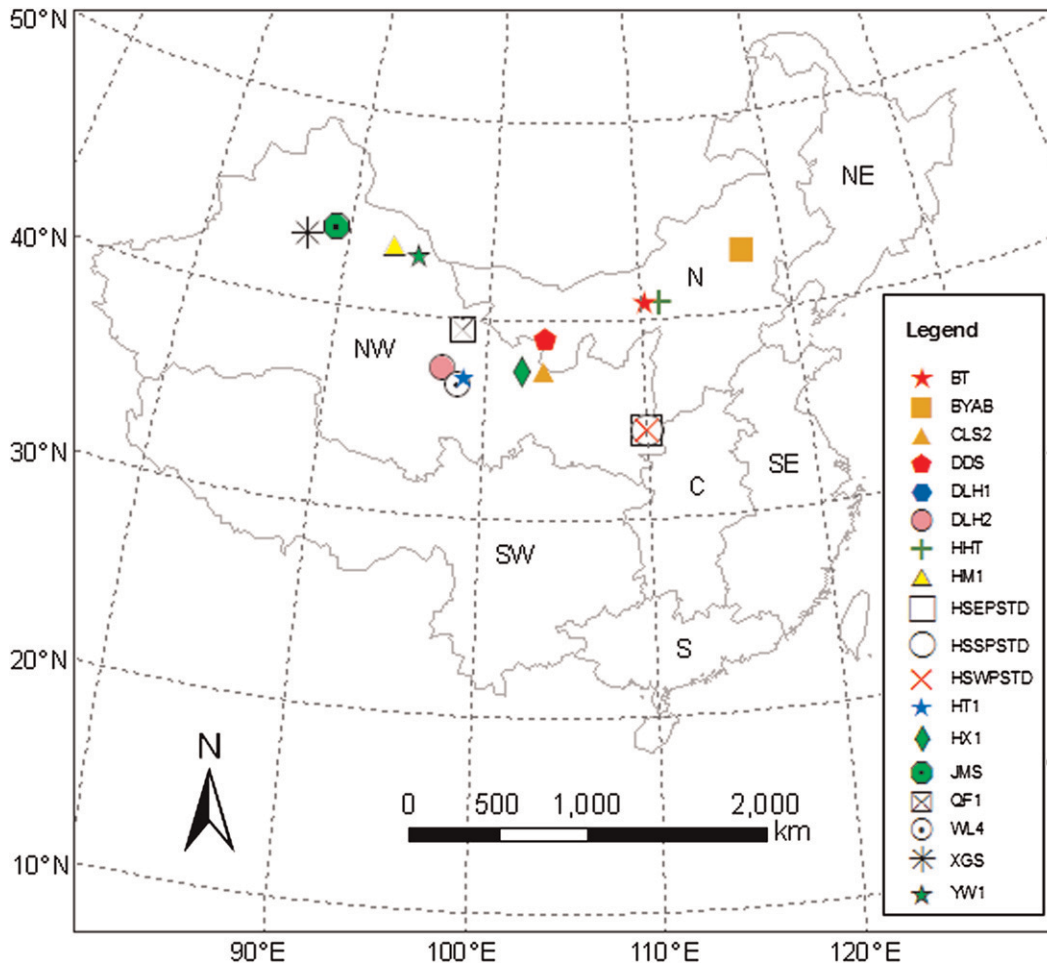 50°N
40°N
30°N
20°N
10°N
90°E
100°E
110°E
120°E
NE
N
NW
SE
C
SW
S
N
0 500 1,000 2,000
km
Legend
BT
BYAB
CLS2
DDS
DLH1
DLH2
HHT
HM1
HSEPSTD
HSSPSTD
HSWPSTD
HT1
HX1
JMS
QF1
WL4
XGS
YW1